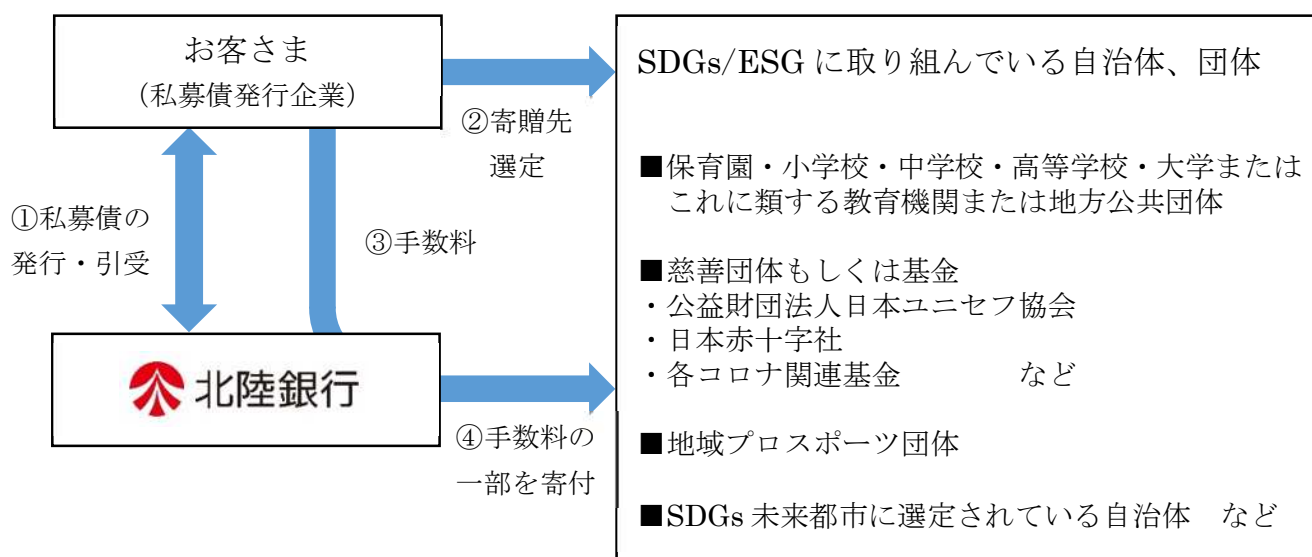 お客さま
(私募債発行企業)
②寄贈先
選定
①私募債の
発行・引受
③手数料
北陸銀行
④手数料の
一部を寄付
SDGs/ESG に取り組んでいる自治体、団体
■保育園・小学校・中学校・高等学校・大学または
これに類する教育機関または地方公共団体
■慈善団体もしくは基金
・公益財団法人日本ユニセフ協会
・日本赤十字社
・各コロナ関連基金　　　　など
■地域プロスポーツ団体
■SDGs 未来都市に選定されている自治体　など